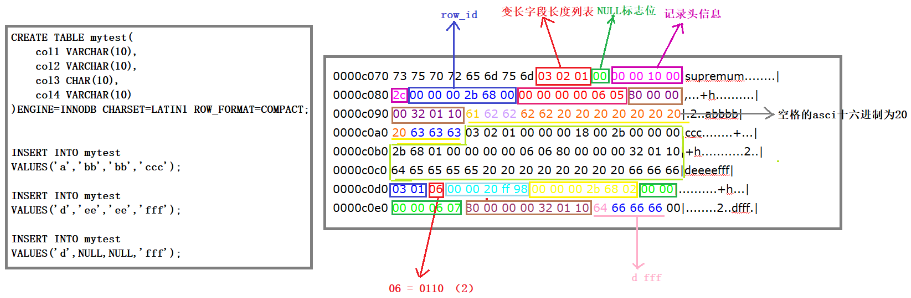 row_id
变长字段长度列表
NULL标志位
记录头信息
CREATE TABLE mytest(
col1 VARCHAR(10),
col2 VARCHAR(10),
col3 CHAR(10),
col4 VARCHAR(10)
)ENGINE=INNODB CHARSET=LATIN1 ROW_FORMAT=COMPACT;
INSERT INTO mytest
VALUES('a','bb','bb','ccc');
INSERT INTO mytest
VALUES('d','ee','ee','fff');
INSERT INTO mytest
VALUES('d',NULL,NULL,'fff');
0000c070 73 75 70 72 65 6d 75 6d 03 02 01 00 00 00 10 00 |supremum........|
0000c080 2c 00 00 00 2b 68 00 00 00 00 00 06 05 80 00 00 |,...+h..........|
0000c090 00 32 01 10 61 62 62 62 62 20 20 20 20 20 20 20 |.2..abbbb|
0000c0a0 20 63 63 63 03 02 01 00 00 00 18 00 2b 00 00 00 ccc.........+...|
0000c0b0 2b 68 01 00 00 00 00 06 06 80 00 00 00 32 01 10 |+h...........2..|
0000c0c0 64 65 65 65 65 20 20 20 20 20 20 20 20 66 66 66 |deeeefff|
0000c0d0 03 01 06 00 00 20 ff 98 00 00 00 2b 68 02 00 00 |...........+h...|
0000c0e0 00 00 06 07 80 00 00 00 32 01 10 64 66 66 66 00 |........2..dfff.|
空格的asci十六进制为20
d fff
06 = 0110 (2)